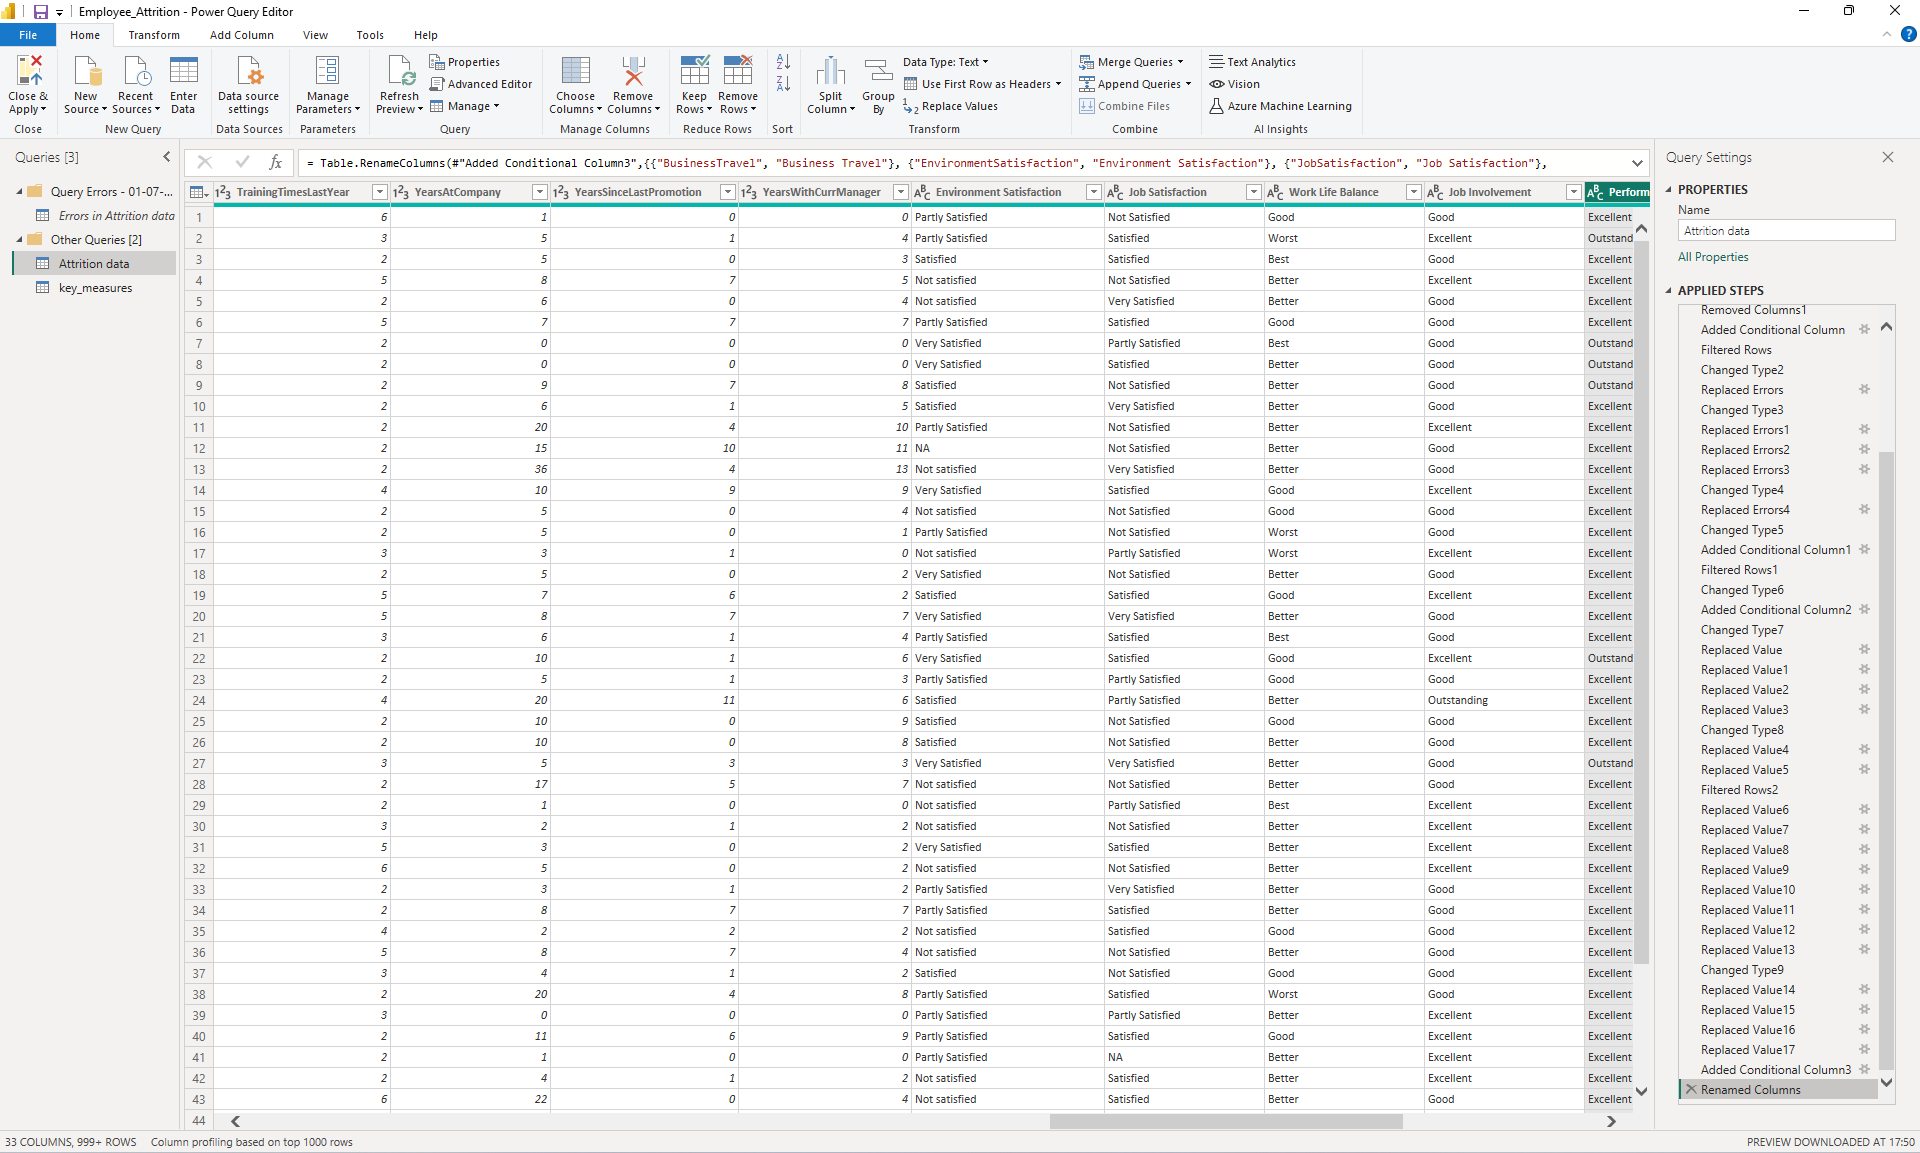 Employee_Attrition - Power Query Editor
File Home Transform Add Column View Tools Help
Close & Apply
Close
New Source
Recent Sources
Enter Data
New Query
Data source settings
Data Sources
Manage Parameters
Parameters
Refresh Preview
Properties
Advanced Editor
Manage
Query
Choose Columns
Remove Columns
Manage Columns
Keep Rows
Remove Rows
Reduce Rows
Sort
Split Column
Group By
Data Type: Text
Use First Row as Headers
Replace Values
Transform
Merge Queries
Append Queries
Combine Files
Combine
Text Analytics
Vision
Azure Machine Learning
AI Insights
Queries [3]
Query Errors - 01-07-...
Errors in Attrition data
Other Queries [2]
Attrition data
key_measures
fx = Table.RenameColumns(#"Added Conditional Column3",{{"BusinessTravel", "Business Travel"}, {"EnvironmentSatisfaction", "Environment Satisfaction"}, {"JobSatisfaction", "Job Satisfaction"},
TrainingTimesLastYear YearsAtCompany YearsSinceLastPromotion YearsWithCurrManager Environment Satisfaction Job Satisfaction Work Life Balance Job Involvement Perform
1 6 1 0 0 Partly Satisfied Not Satisfied Good Good Excellent
2 3 5 1 4 Partly Satisfied Satisfied Worst Excellent Outstand
3 2 5 0 3 Satisfied Satisfied Best Good Excellent
4 5 8 7 5 Not satisfied Not Satisfied Better Excellent Excellent
5 2 6 0 4 Not satisfied Very Satisfied Better Good Excellent
6 5 7 7 7 Partly Satisfied Satisfied Good Good Excellent
7 2 0 0 0 Very Satisfied Partly Satisfied Best Good Outstand
8 2 0 0 0 Very Satisfied Satisfied Better Good Outstand
9 2 9 7 8 Satisfied Not Satisfied Better Good Outstand
10 2 6 1 5 Satisfied Very Satisfied Better Good Excellent
11 2 20 4 10 Partly Satisfied Not Satisfied Better Excellent Excellent
12 2 15 10 11 NA Not Satisfied Better Good Excellent
13 2 36 4 13 Not satisfied Very Satisfied Better Good Excellent
14 4 10 9 9 Very Satisfied Satisfied Good Excellent Excellent
15 2 5 0 4 Not satisfied Not Satisfied Good Good Excellent
16 2 5 0 1 Partly Satisfied Not Satisfied Worst Good Excellent
17 3 3 1 0 Not satisfied Partly Satisfied Worst Excellent Excellent
18 2 5 0 2 Very Satisfied Not Satisfied Better Good Excellent
19 5 7 6 2 Satisfied Satisfied Good Excellent Excellent
20 5 8 7 7 Very Satisfied Very Satisfied Better Good Excellent
21 3 6 1 4 Partly Satisfied Satisfied Best Good Excellent
22 2 10 1 6 Very Satisfied Satisfied Good Excellent Outstand
23 2 5 1 3 Partly Satisfied Partly Satisfied Good Good Excellent
24 4 20 11 6 Satisfied Partly Satisfied Better Outstanding Excellent
25 2 10 0 9 Satisfied Not Satisfied Good Good Excellent
26 2 10 0 8 Satisfied Not Satisfied Better Good Excellent
27 3 5 3 3 Very Satisfied Very Satisfied Better Good Outstand
28 2 17 5 7 Not satisfied Not Satisfied Better Good Excellent
29 2 1 0 0 Not satisfied Partly Satisfied Best Excellent Excellent
30 3 2 1 2 Not satisfied Not Satisfied Better Excellent Excellent
31 5 3 0 2 Very Satisfied Satisfied Better Excellent Excellent
32 6 5 0 2 Not satisfied Not Satisfied Better Excellent Excellent
33 2 3 1 2 Partly Satisfied Very Satisfied Better Good Excellent
34 2 8 7 7 Partly Satisfied Satisfied Better Good Excellent
35 4 2 2 2 Not satisfied Satisfied Good Good Excellent
36 5 8 7 4 Not satisfied Not Satisfied Better Good Excellent
37 3 4 1 2 Satisfied Not Satisfied Good Good Excellent
38 2 20 4 8 Partly Satisfied Satisfied Worst Good Excellent
39 3 0 0 0 Partly Satisfied Partly Satisfied Better Excellent Excellent
40 2 11 6 9 Partly Satisfied Satisfied Good Excellent Excellent
41 2 1 0 0 Partly Satisfied NA Better Excellent Excellent
42 2 4 1 2 Not satisfied Satisfied Better Excellent Excellent
43 6 22 0 4 Not satisfied Satisfied Better Good Excellent
44
Query Settings
PROPERTIES
Name
Attrition data
All Properties
APPLIED STEPS
Removed Columns1
Added Conditional Column
Filtered Rows
Changed Type2
Replaced Errors
Changed Type3
Replaced Errors1
Replaced Errors2
Replaced Errors3
Changed Type4
Replaced Errors4
Changed Type5
Added Conditional Column1
Filtered Rows1
Changed Type6
Added Conditional Column2
Changed Type7
Replaced Value
Replaced Value1
Replaced Value2
Replaced Value3
Changed Type8
Replaced Value4
Replaced Value5
Filtered Rows2
Replaced Value6
Replaced Value7
Replaced Value8
Replaced Value9
Replaced Value10
Replaced Value11
Replaced Value12
Replaced Value13
Changed Type9
Replaced Value14
Replaced Value15
Replaced Value16
Replaced Value17
Added Conditional Column3
Renamed Columns
33 COLUMNS, 999+ ROWS Column profiling based on top 1000 rows
PREVIEW DOWNLOADED AT 17:50